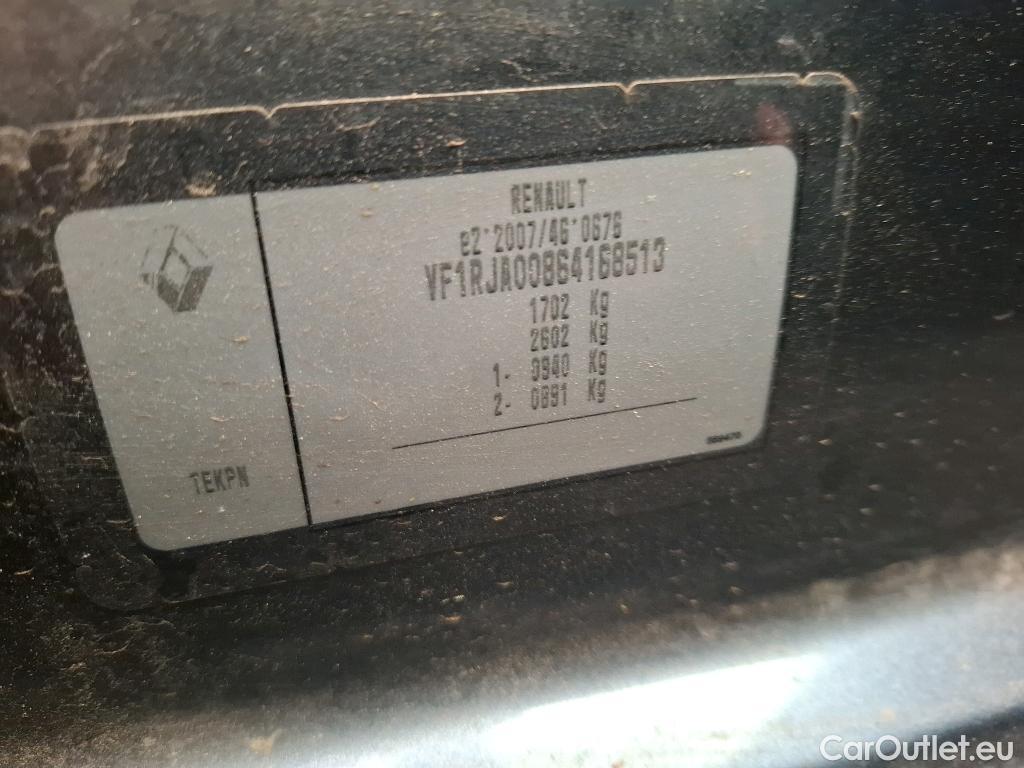 RENAULT
e2*2007/46*0676
VF1RJA00864168513
1702 Kg
2602 Kg
1- 0940 Kg
2- 0891 Kg
TEKPN
CarOutlet.eu